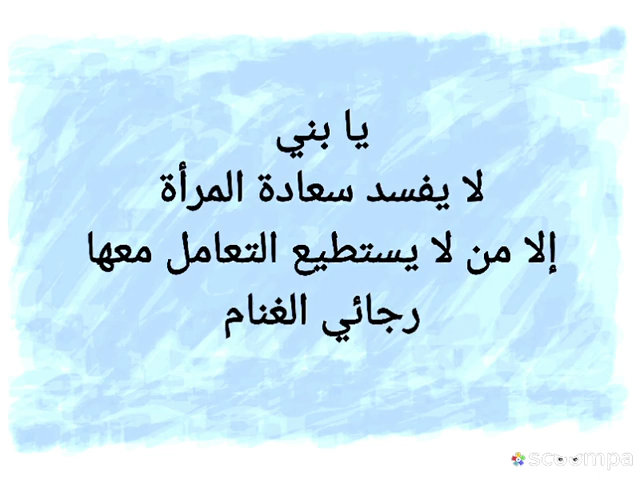 يا بني
لا يفسد سعادة المرأة
إلا من لا يستطيع التعامل معها
رجائي الغنام
scoompa